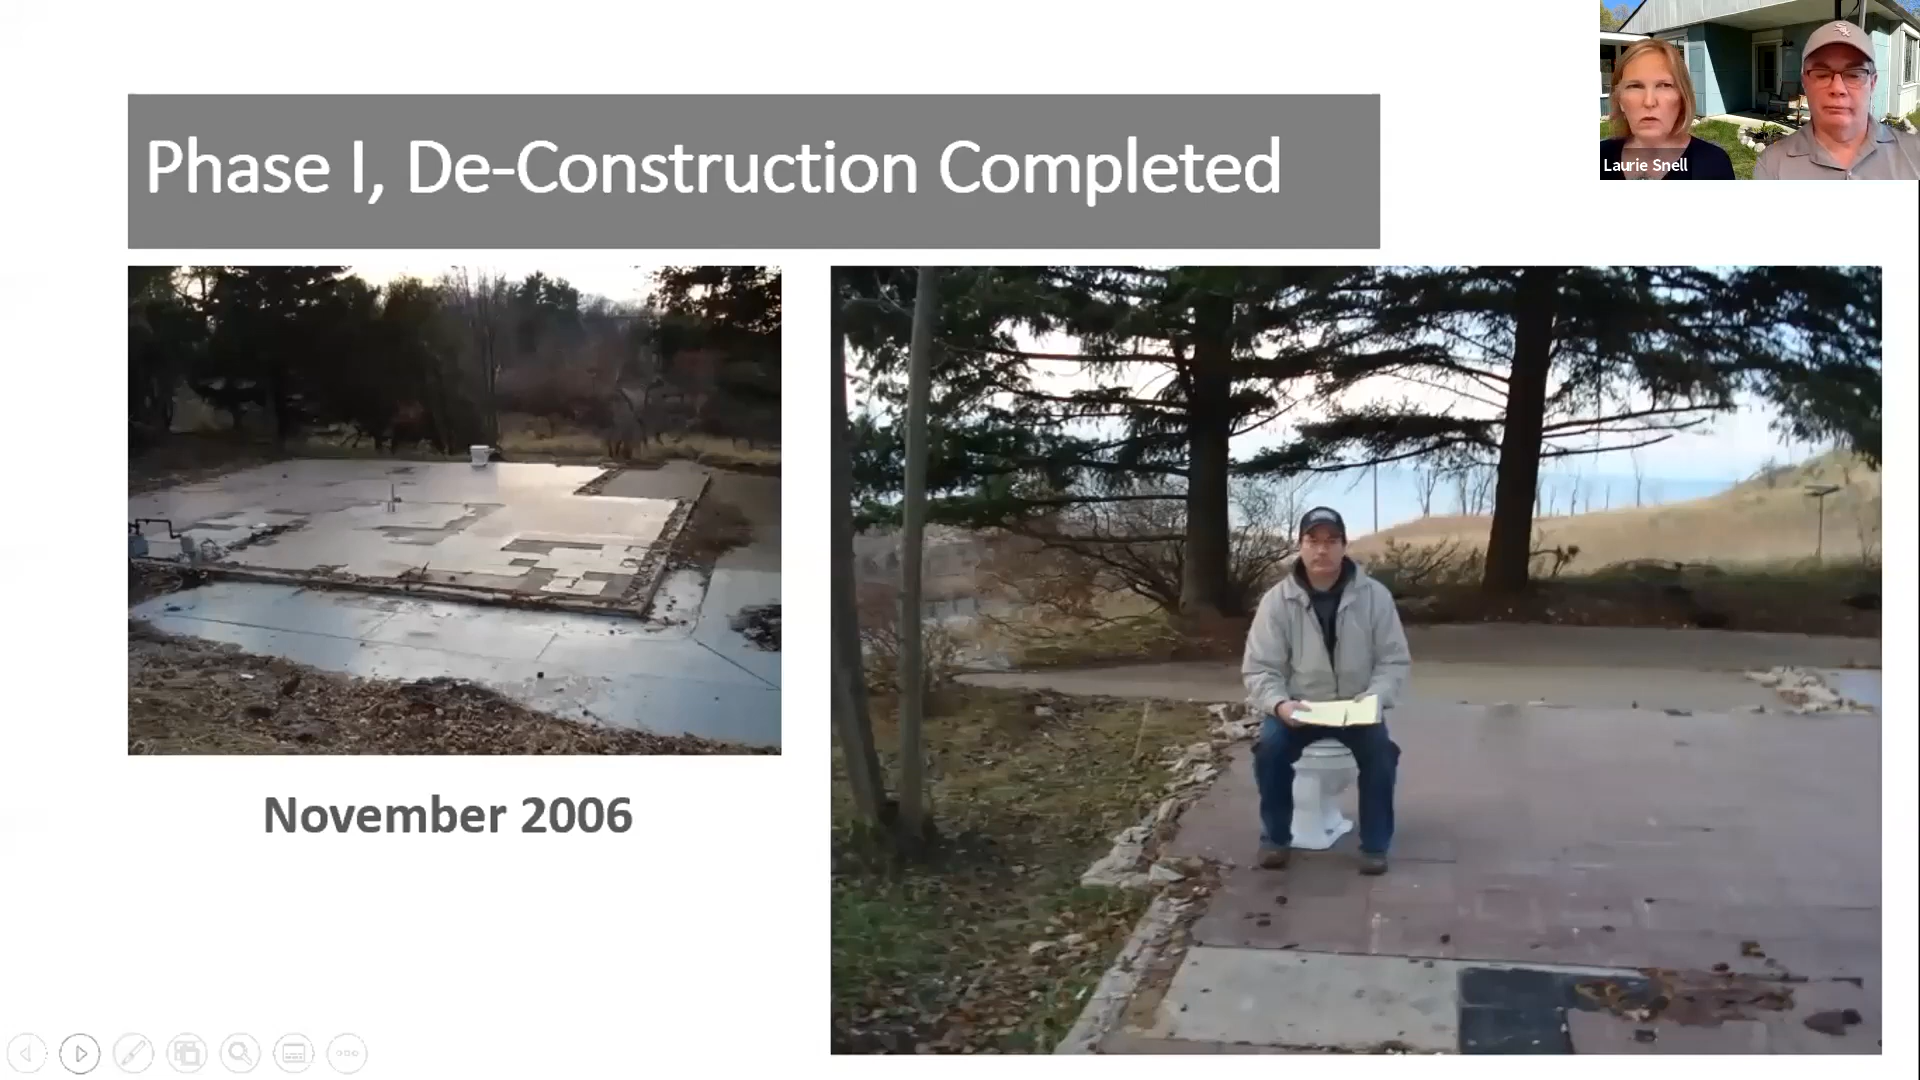 Phase I, De-Construction Completed
Laurie Snell
November 2006